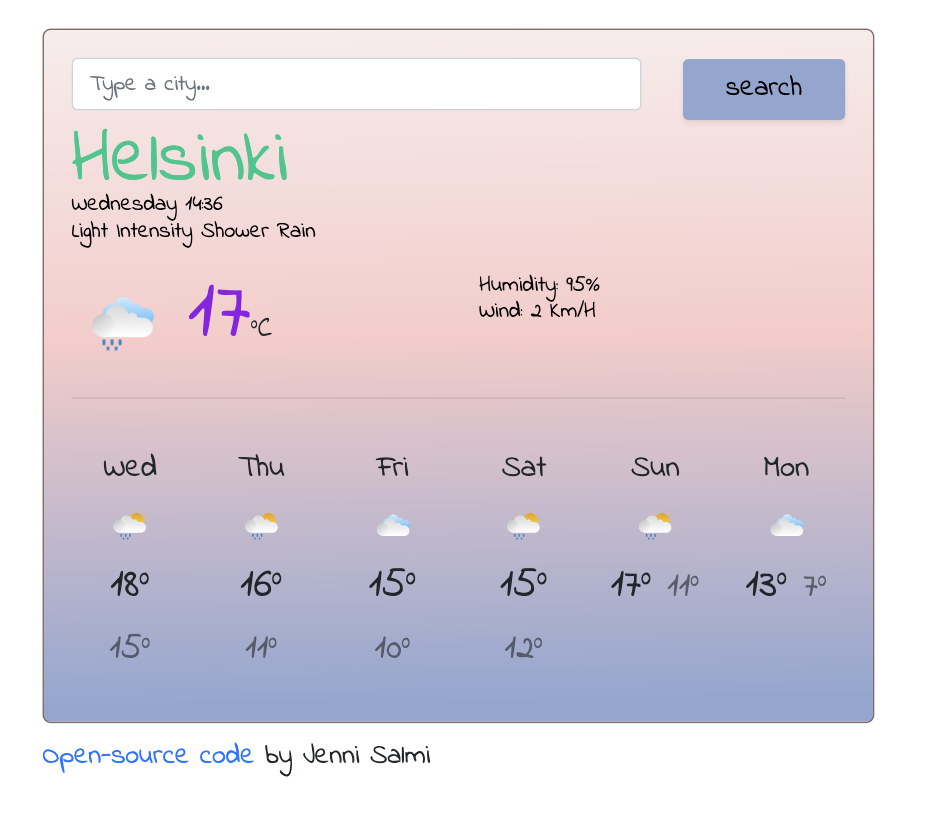 Type a city...
search
Helsinki
Wednesday 14:36
Light Intensity Shower Rain
17°C
Humidity: 95%
Wind: 2 Km/H
Wed Thu Fri Sat Sun Mon
18° 16° 15° 15° 17° 11° 13° 7°
15° 11° 10° 12°
Open-source code by Jenni Salmi